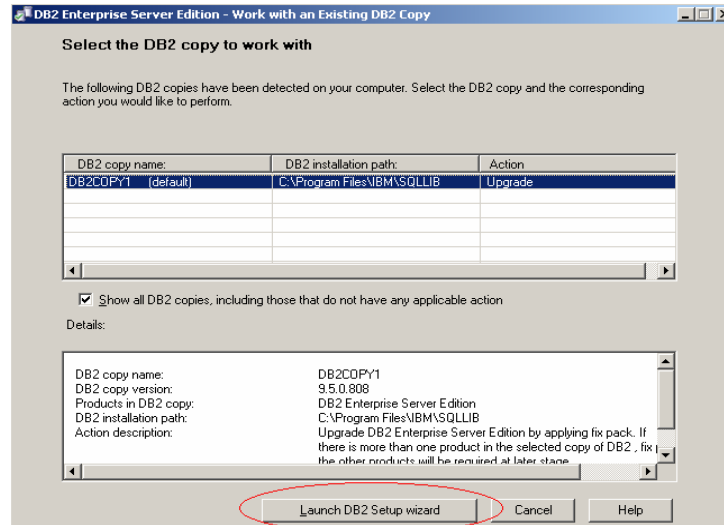 DB2 Enterprise Server Edition - Work with an Existing DB2 Copy
Select the DB2 copy to work with
The following DB2 copies have been detected on your computer. Select the DB2 copy and the corresponding
action you would like to perform.
DB2 copy name: DB2 installation path: Action
DB2COPY1 (default) C:\Program Files\IBM\SQLLIB Upgrade
Show all DB2 copies, including those that do not have any applicable action
Details:
DB2 copy name: DB2COPY1
DB2 copy version: 9.5.0.808
Products in DB2 copy: DB2 Enterprise Server Edition
DB2 installation path: C:\Program Files\IBM\SQLLIB
Action description: Upgrade DB2 Enterprise Server Edition by applying fix pack. If
there is more than one product in the selected copy of DB2 , fix
the other products will be required at later stage
Launch DB2 Setup wizard Cancel Help